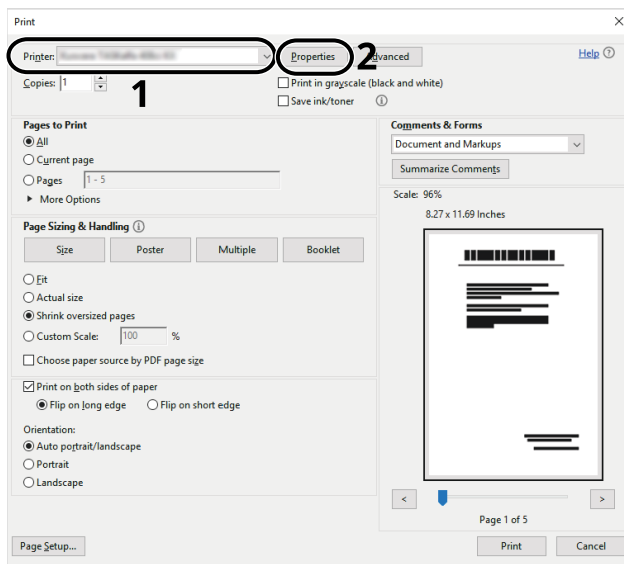 Print
Printer:
Properties
2
Advanced
Help
Copies: 1
1
Print in grayscale (black and white)
Save ink/toner
Pages to Print
All
Current page
Pages 1 - 5
More Options
Comments & Forms
Document and Markups
Summarize Comments
Page Sizing & Handling
Size Poster Multiple Booklet
Fit
Actual size
Shrink oversized pages
Custom Scale: 100 %
Choose paper source by PDF page size
Print on both sides of paper
Flip on long edge Flip on short edge
Orientation:
Auto portrait/landscape
Portrait
Landscape
Scale: 96%
8.27 x 11.69 Inches
< >
Page 1 of 5
Page Setup...
Print
Cancel